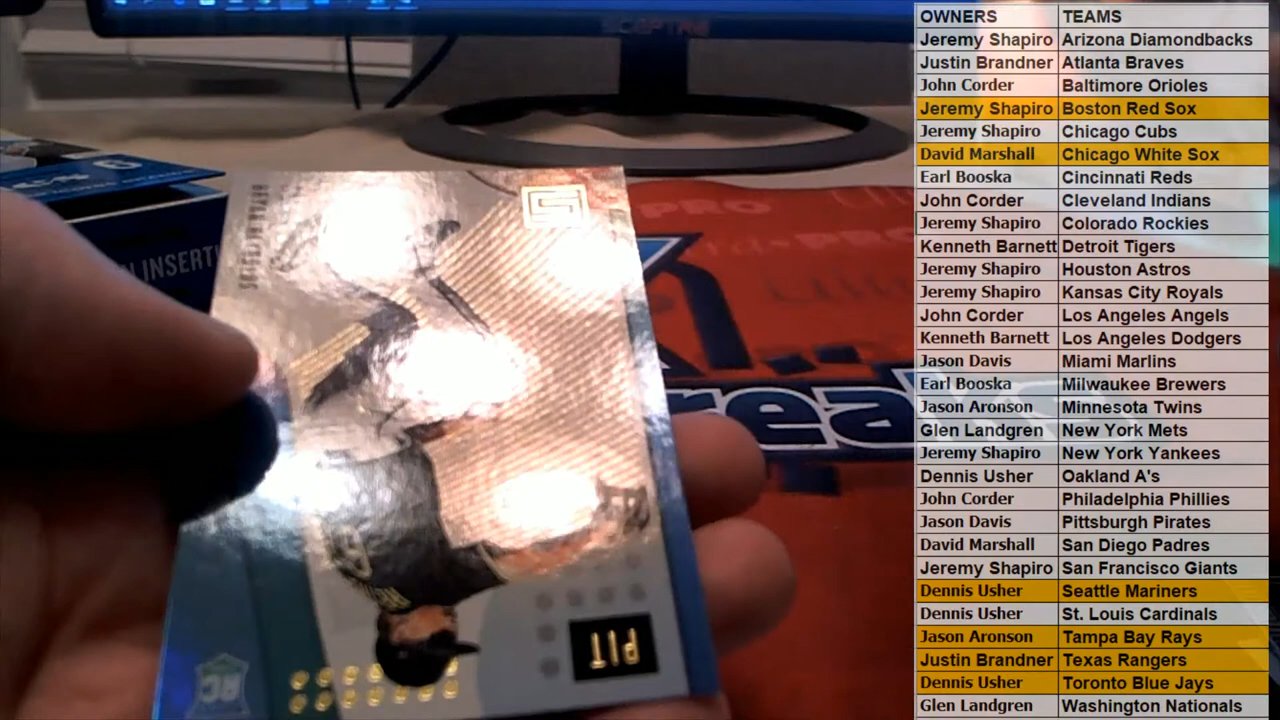 OWNERS TEAMS
Jeremy Shapiro Arizona Diamondbacks
Justin Brandner Atlanta Braves
John Corder Baltimore Orioles
Jeremy Shapiro Boston Red Sox
Jeremy Shapiro Chicago Cubs
David Marshall Chicago White Sox
Earl Booska Cincinnati Reds
John Corder Cleveland Indians
Jeremy Shapiro Colorado Rockies
Kenneth Barnett Detroit Tigers
Jeremy Shapiro Houston Astros
Jeremy Shapiro Kansas City Royals
John Corder Los Angeles Angels
Kenneth Barnett Los Angeles Dodgers
Jason Davis Miami Marlins
Earl Booska Milwaukee Brewers
Jason Aronson Minnesota Twins
Glen Landgren New York Mets
Jeremy Shapiro New York Yankees
Dennis Usher Oakland A's
John Corder Philadelphia Phillies
Jason Davis Pittsburgh Pirates
David Marshall San Diego Padres
Jeremy Shapiro San Francisco Giants
Dennis Usher Seattle Mariners
Dennis Usher St. Louis Cardinals
Jason Aronson Tampa Bay Rays
Justin Brandner Texas Rangers
Dennis Usher Toronto Blue Jays
Glen Landgren Washington Nationals
SCEPTRE
PRO
INSERT
reaks
PIT
RC